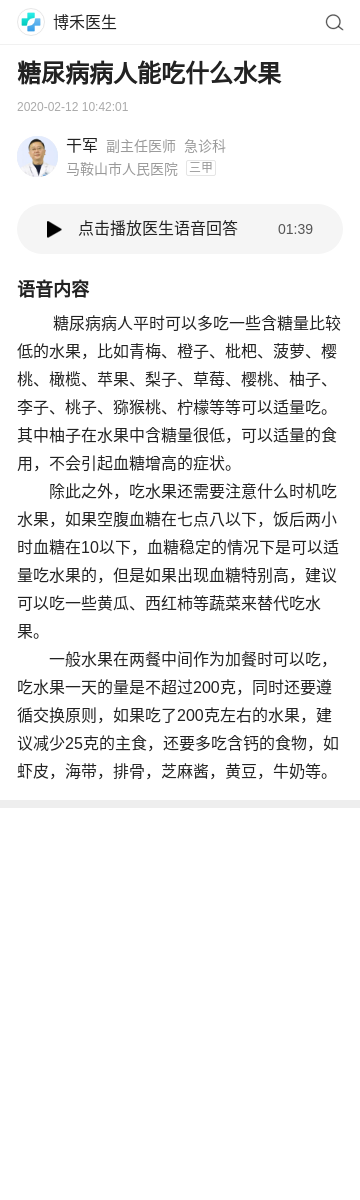 博禾医生
糖尿病病人能吃什么水果
2020-02-12 10:42:01
干军 副主任医师 急诊科
马鞍山市人民医院 三甲
点击播放医生语音回答 01:39
语音内容
糖尿病病人平时可以多吃一些含糖量比较
低的水果，比如青梅、橙子、枇杷、菠萝、樱
桃、橄榄、苹果、梨子、草莓、樱桃、柚子、
李子、桃子、猕猴桃、柠檬等等可以适量吃。
其中柚子在水果中含糖量很低，可以适量的食
用，不会引起血糖增高的症状。
除此之外，吃水果还需要注意什么时机吃
水果，如果空腹血糖在七点八以下，饭后两小
时血糖在10以下，血糖稳定的情况下是可以适
量吃水果的，但是如果出现血糖特别高，建议
可以吃一些黄瓜、西红柿等蔬菜来替代吃水
果。
一般水果在两餐中间作为加餐时可以吃，
吃水果一天的量是不超过200克，同时还要遵
循交换原则，如果吃了200克左右的水果，建
议减少25克的主食，还要多吃含钙的食物，如
虾皮，海带，排骨，芝麻酱，黄豆，牛奶等。